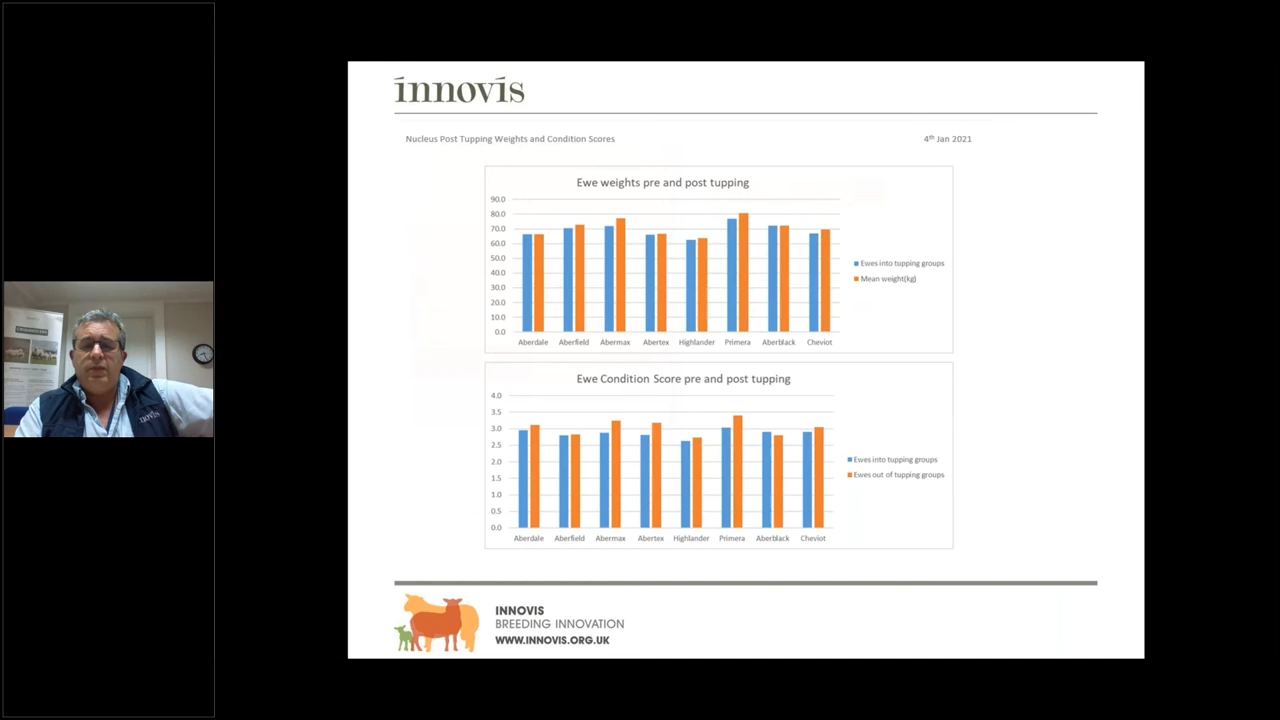 innovis
Nucleus Post Tupping Weights and Condition Scores
4th Jan 2021
Ewe weights pre and post tupping
90.0
80.0
70.0
60.0
50.0
40.0
30.0
20.0
10.0
0.0
Aberdale Aberfield Abermax Abertex Highlander Primera Aberblack Cheviot
Ewes into tupping groups
Mean weight(kg)
Ewe Condition Score pre and post tupping
4.0
3.5
3.0
2.5
2.0
1.5
1.0
0.5
0.0
Aberdale Aberfield Abermax Abertex Highlander Primera Aberblack Cheviot
Ewes into tupping groups
Ewes out of tupping groups
INNOVIS
BREEDING INNOVATION
WWW.INNOVIS.ORG.UK